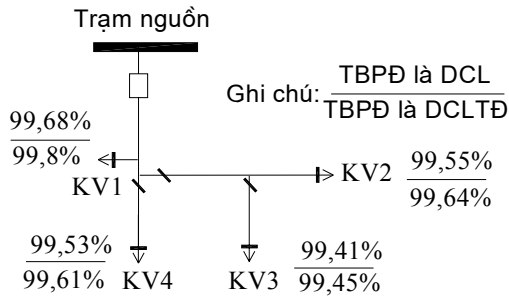 Trạm nguồn
Ghi chú: TBPĐ là DCL
TBPĐ là DCLTĐ
99,68%
99,8%
KV1
KV2
99,55%
99,64%
99,53%
99,61%
KV4
KV3
99,41%
99,45%